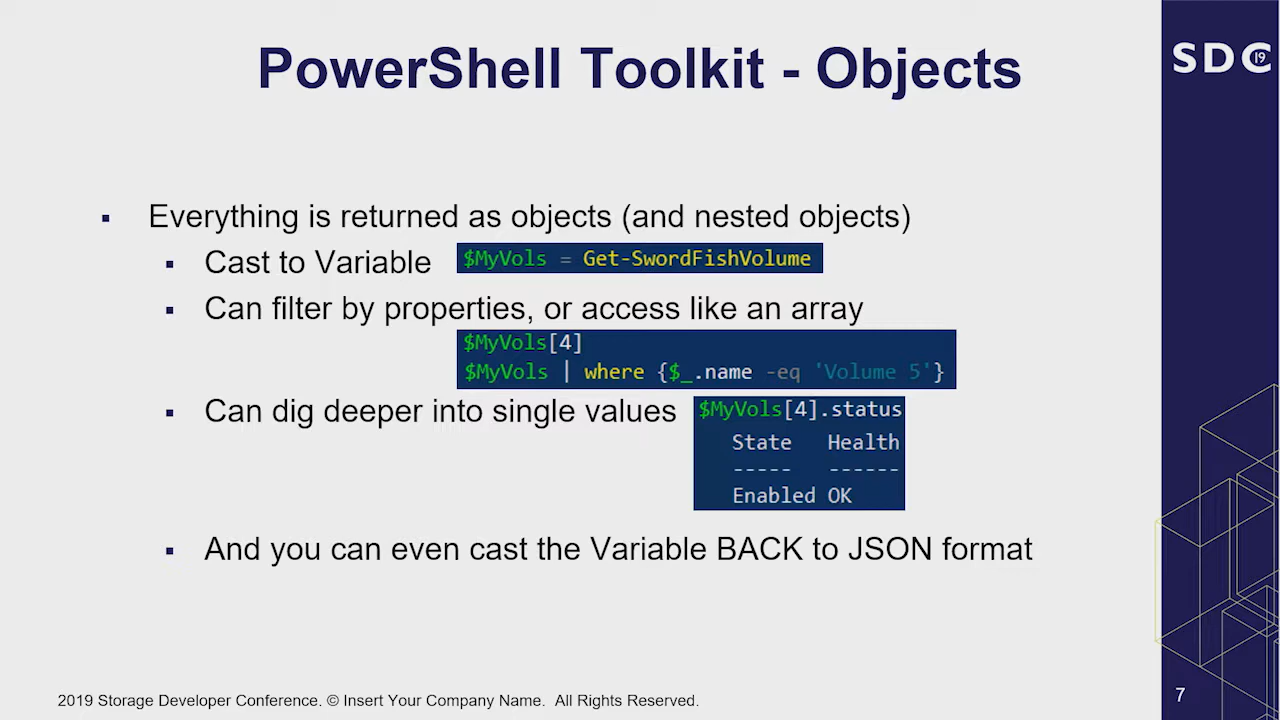 PowerShell Toolkit - Objects
SDC 19
▪ Everything is returned as objects (and nested objects)
▪ Cast to Variable $MyVols = Get-SwordFishVolume
▪ Can filter by properties, or access like an array
$MyVols[4]
$MyVols | where {$_.name -eq 'Volume 5'}
▪ Can dig deeper into single values $MyVols[4].status
State Health
----- ------
Enabled OK
▪ And you can even cast the Variable BACK to JSON format
2019 Storage Developer Conference. © Insert Your Company Name. All Rights Reserved.
7